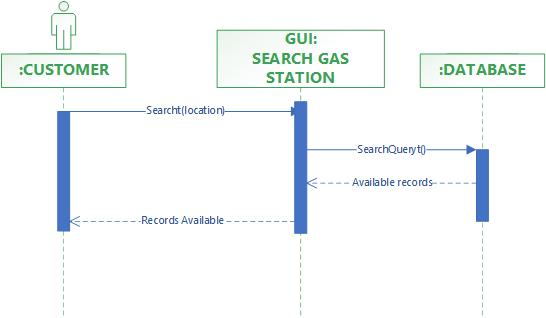 :CUSTOMER
GUI:
SEARCH GAS
STATION
:DATABASE
Searcht(location)
SearchQueryt()
Available records
Records Available